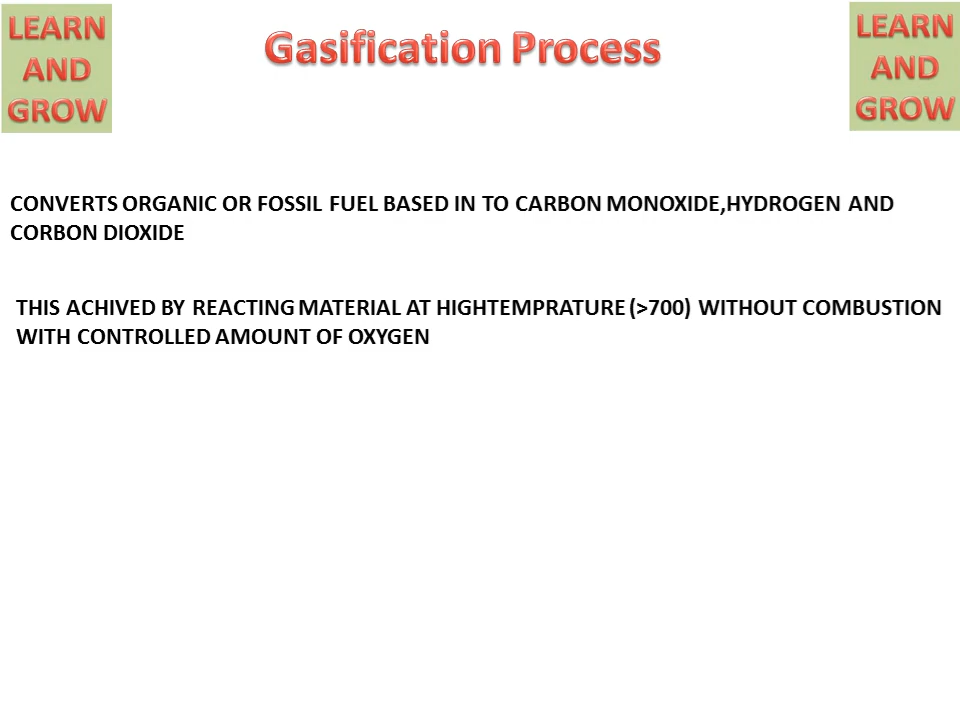 LEARN
AND
GROW
Gasification Process
LEARN
AND
GROW
CONVERTS ORGANIC OR FOSSIL FUEL BASED IN TO CARBON MONOXIDE,HYDROGEN AND
CORBON DIOXIDE
THIS ACHIVED BY REACTING MATERIAL AT HIGHTEMPRATURE (>700) WITHOUT COMBUSTION
WITH CONTROLLED AMOUNT OF OXYGEN